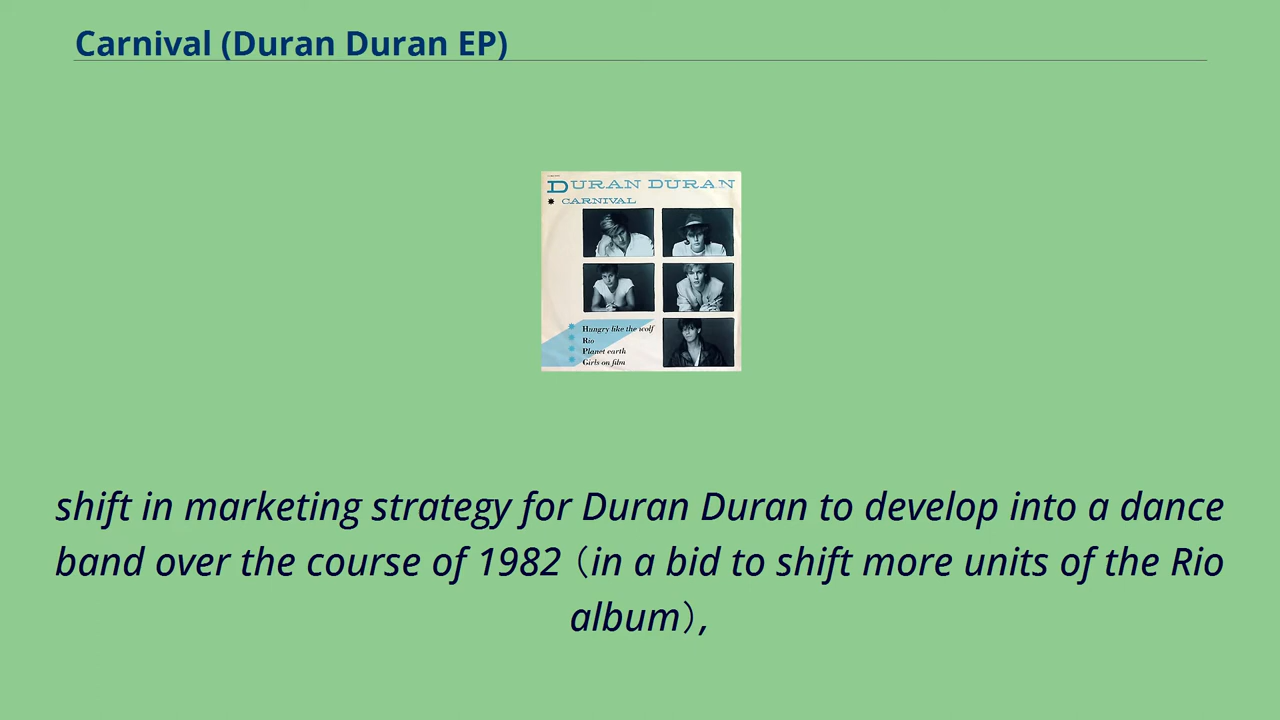 Carnival (Duran Duran EP)
DURAN DURAN
CARNIVAL
Hungry like the wolf
Rio
Planet earth
Girls on film
shift in marketing strategy for Duran Duran to develop into a dance
band over the course of 1982（in a bid to shift more units of the Rio
album）,